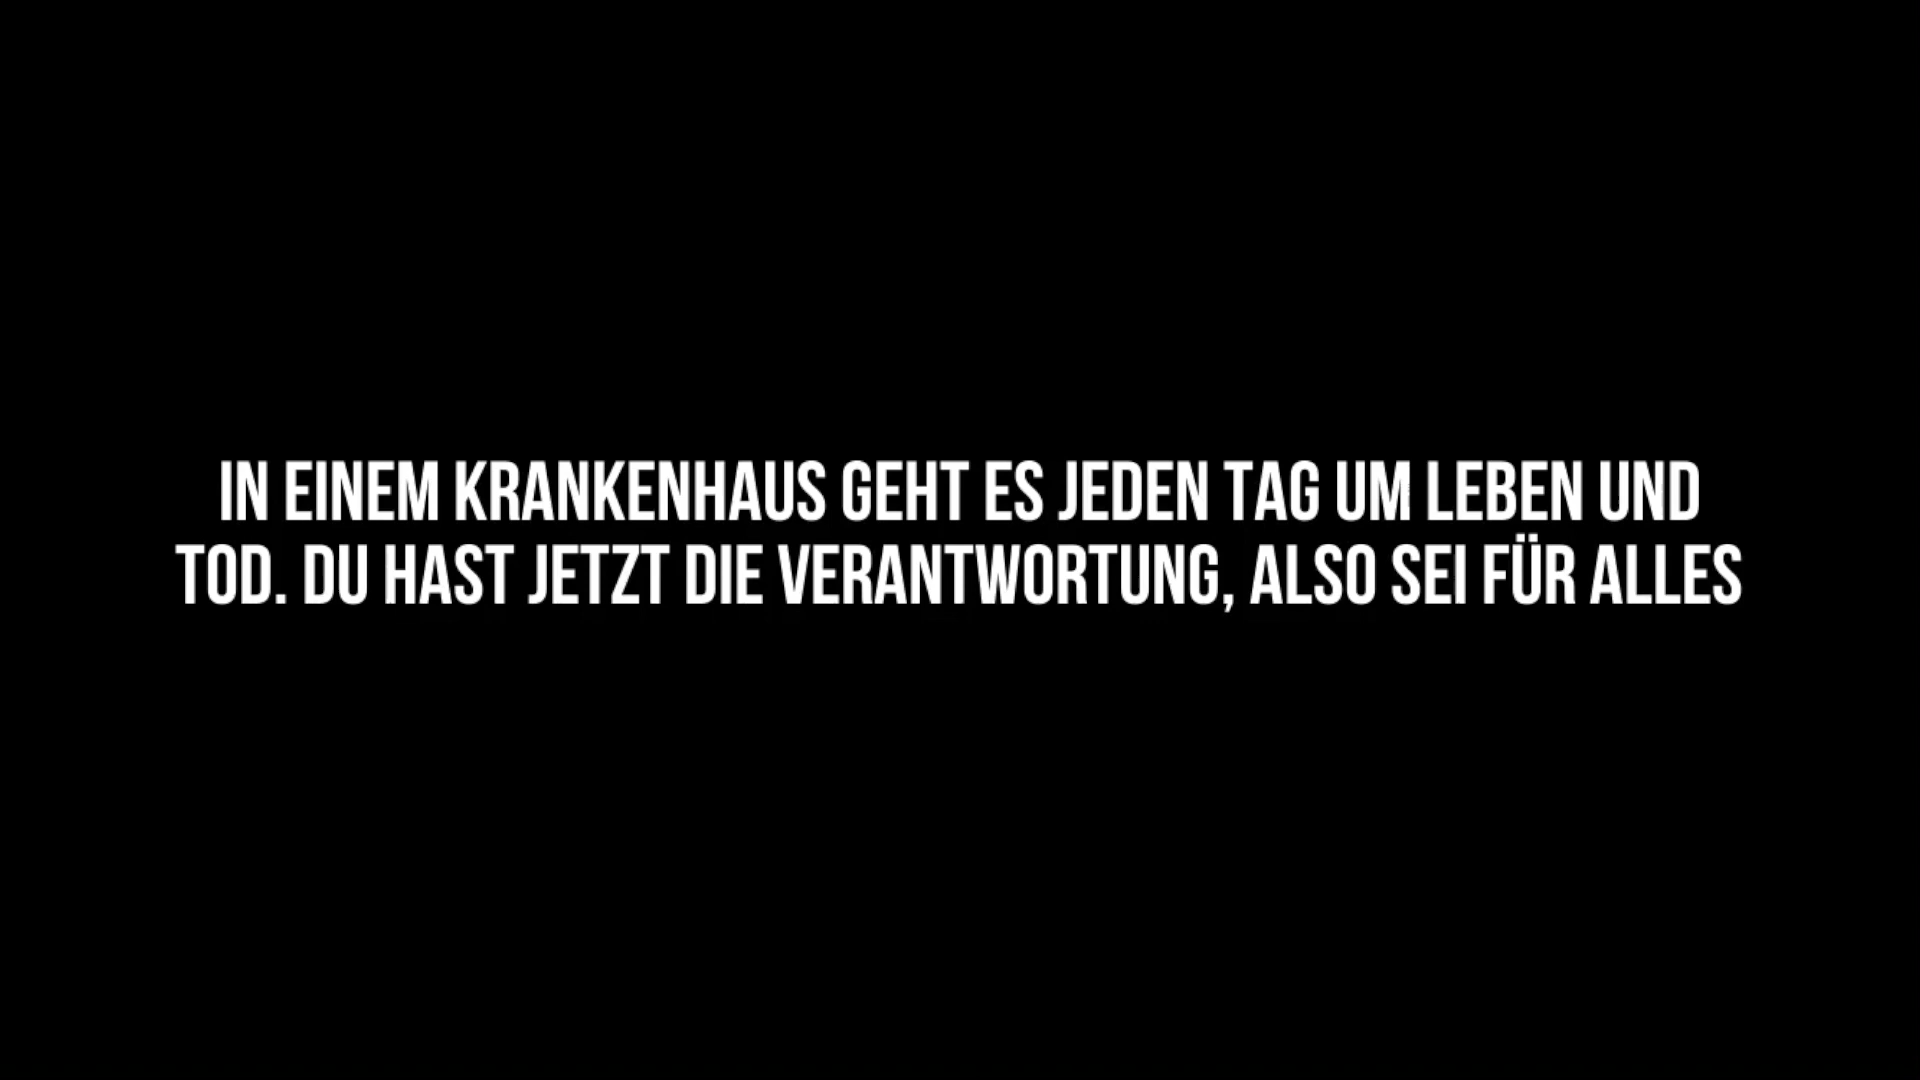 IN EINEM KRANKENHAUS GEHT ES JEDEN TAG UM LEBEN UND
TOD. DU HAST JETZT DIE VERANTWORTUNG, ALSO SEI FÜR ALLES